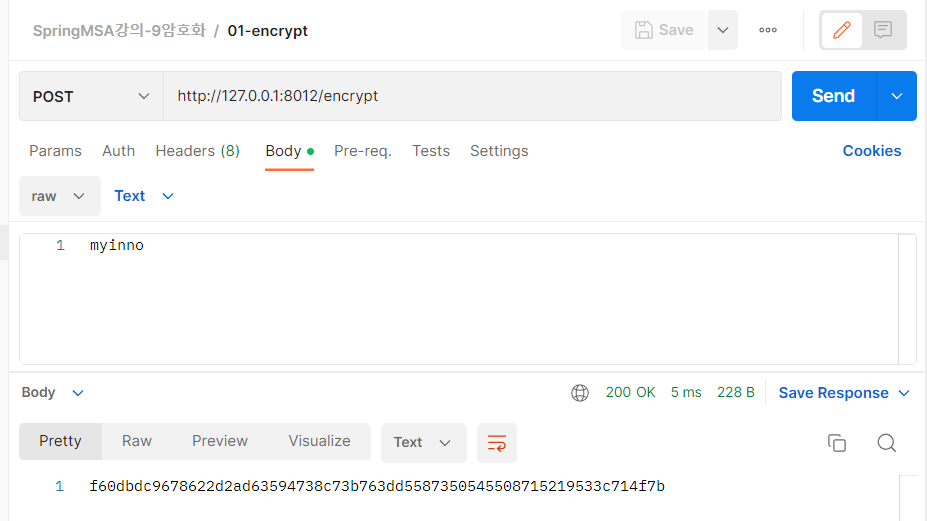 SpringMSA강의-9암호화 / 01-encrypt
Save
POST http://127.0.0.1:8012/encrypt Send
Params Auth Headers (8) Body Pre-req. Tests Settings Cookies
raw Text
1 myinno
Body 200 OK 5 ms 228 B Save Response
Pretty Raw Preview Visualize Text
1 f60dbdc9678622d2ad63594738c73b763dd5587350545508715219533c714f7b